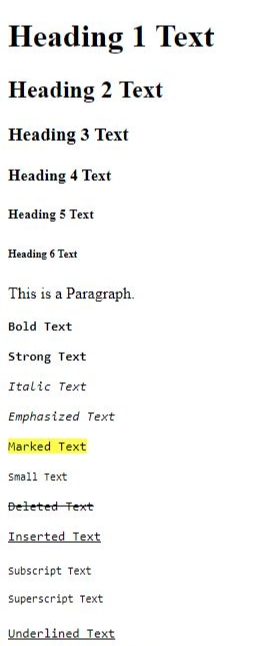 Heading 1 Text
Heading 2 Text
Heading 3 Text
Heading 4 Text
Heading 5 Text
Heading 6 Text
This is a Paragraph.
Bold Text
Strong Text
Italic Text
Emphasized Text
Marked Text
Small Text
Deleted Text
Inserted Text
Subscript Text
Superscript Text
Underlined Text